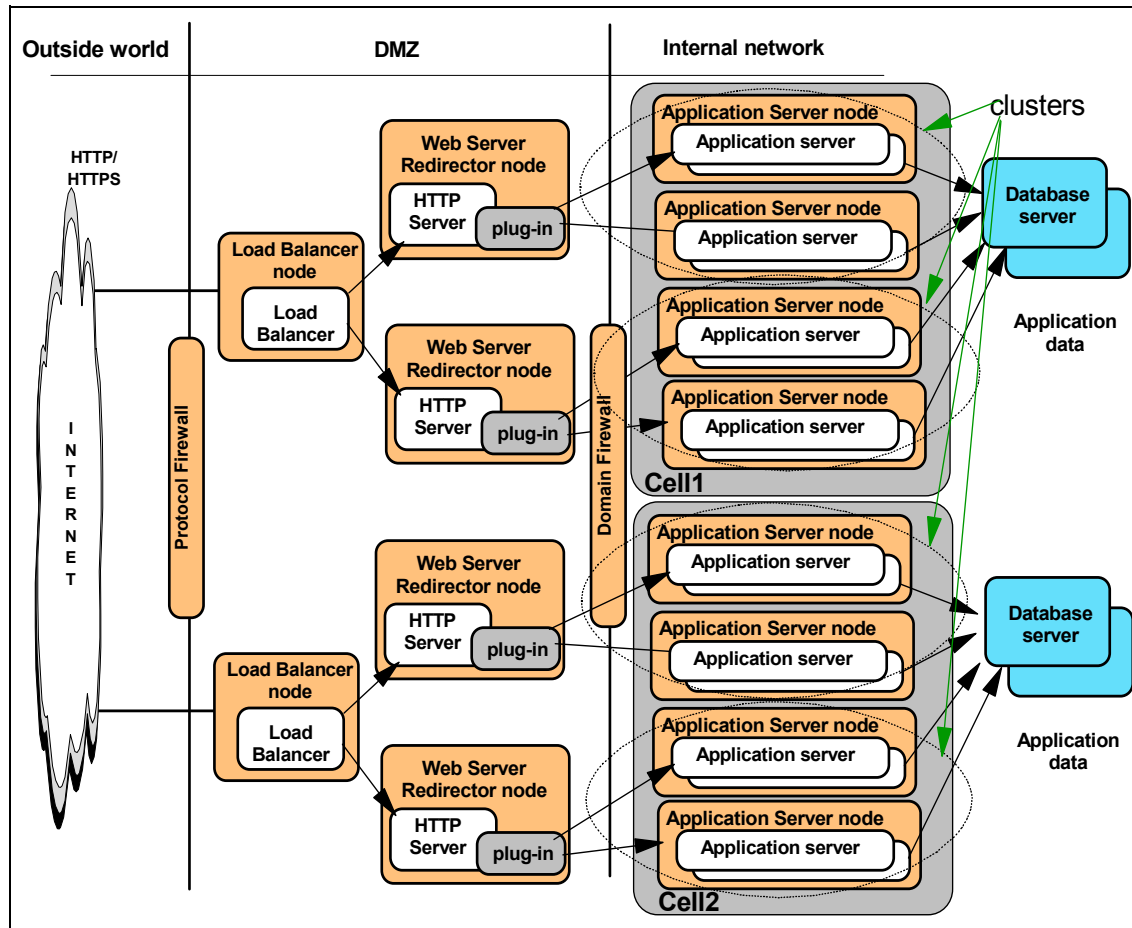 Outside world
DMZ
Internal network
clusters
HTTP/
HTTPS
INTERNET
Protocol Firewall
Domain Firewall
Load Balancer
node
Load
Balancer
Web Server
Redirector node
HTTP
Server
plug-in
Web Server
Redirector node
HTTP
Server
plug-in
Application Server node
Application server
Application Server node
Application server
Application Server node
Application server
Application Server node
Application server
Cell1
Database
server
Application
data
Load Balancer
node
Load
Balancer
Web Server
Redirector node
HTTP
Server
plug-in
Web Server
Redirector node
HTTP
Server
plug-in
Application Server node
Application server
Application Server node
Application server
Application Server node
Application server
Application Server node
Application server
Cell2
Database
server
Application
data